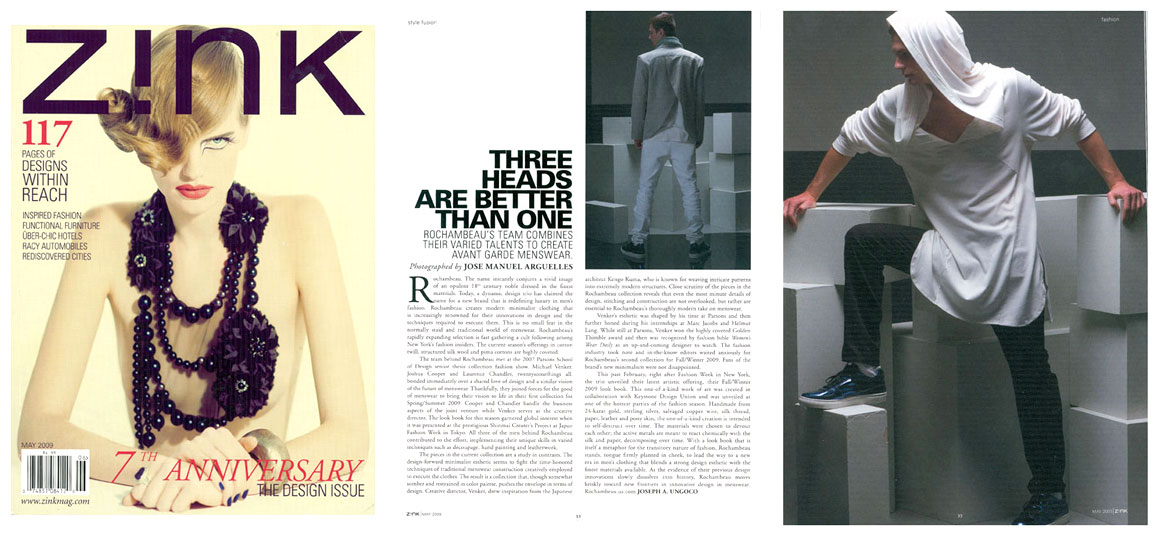 Z!NK
117
PAGES OF
DESIGNS
WITHIN
REACH
INSPIRED FASHION
FUNCTIONAL FURNITURE
ÜBER-CHIC HOTELS
RACY AUTOMOBILES
REDISCOVERED CITIES
MAY 2009
7TH ANNIVERSARY
THE DESIGN ISSUE
www.zinkmag.com
style fusion
THREE
HEADS
ARE BETTER
THAN ONE
ROCHAMBEAU'S TEAM COMBINES
THEIR VARIED TALENTS TO CREATE
AVANT GARDE MENSWEAR.
Photographed by JOSE MANUEL ARGUELLES
Rochambeau. The name instantly conjures a vivid image
of an opulent 18th century noble dressed in the finest
materials. Today, a dynamic design trio has claimed the
name for a new brand that is redefining luxury in men's
fashion. Rochambeau creates modern minimalist clothing that
is increasingly renowned for their innovations in design and the
techniques required to execute them. This is no small feat in the
normally staid and traditional world of menswear. Rochambeau's
rapidly expanding selection is fast gathering a cult following among
New York's fashion insiders. The current season's offerings in cotton
twill, structured silk wool and pima cottons are highly coveted.
The team behind Rochambeau met at the 2007 Parsons School
of Design senior thesis collection fashion show. Michael Venker,
Joshua Cooper and Laurence Chandler, twentysomethings all,
bonded immediately over a shared love of design and a similar vision
of the future of menswear. Thankfully, they joined forces for the good
of menswear to bring their vision to life in their first collection for
Spring/Summer 2009. Cooper and Chandler handle the business
aspects of the joint venture while Venker serves as the creative
director. The look book for this season garnered global interest when
it was presented at the prestigious Shinmai Creator's Project at Japan
Fashion Week in Tokyo. All three of the men behind Rochambeau
contributed to the effort, implementing their unique skills in varied
techniques such as decoupage, hand painting and leatherwork.
The pieces in the current collection are a study in contrasts. The
design-forward minimalist esthetic seems to fight the time-honored
techniques of traditional menswear construction creatively employed
to execute the clothes. The result is a collection that, though somewhat
somber and restrained in color palette, pushes the envelope in terms of
design. Creative director, Venker, drew inspiration from the Japanese
architect Kengo Kuma, who is known for weaving intricate patterns
into extremely modern structures. Close scrutiny of the pieces in the
Rochambeau collection reveals that even the most minute details of
design, stitching and construction are not overlooked, but rather are
essential to Rochambeau's thoroughly modern take on menswear.
Venker's esthetic was shaped by his time at Parsons and then
further honed during his internships at Marc Jacobs and Helmut
Lang. While still at Parsons, Venker won the highly coveted Golden
Thimble award and then was recognized by fashion bible Women's
Wear Daily as an up-and-coming designer to watch. The fashion
industry took note and in-the-know editors waited anxiously for
Rochambeau's second collection for Fall/Winter 2009. Fans of the
brand's new minimalism were not disappointed.
This past February, right after Fashion Week in New York,
the trio unveiled their latest artistic offering, their Fall/Winter
2009 look book. This one-of-a-kind work of art was created in
collaboration with Keystone Design Union and was unveiled at
one of the hottest parties of the fashion season. Handmade from
24-karat gold, sterling silver, salvaged copper wire, silk thread,
paper, leather and pony skin, the one-of-a-kind creation is intended
to self-destruct over time. The materials were chosen to destroy
each other; the active metals are meant to react chemically with the
silk and paper, decomposing over time. With a look book that is
itself a metaphor for the transitory nature of fashion, Rochambeau
stands, tongue firmly planted in cheek, to lead the way to a new
era in men's clothing that blends a strong design esthetic with the
finest materials available. As the evidence of their previous design
innovations slowly dissolves into history, Rochambeau moves
briskly toward new frontiers in innovative design in menswear.
JOSEPH A. UNGOCO
Z!NK MAY 2009
fashion
Z!NK